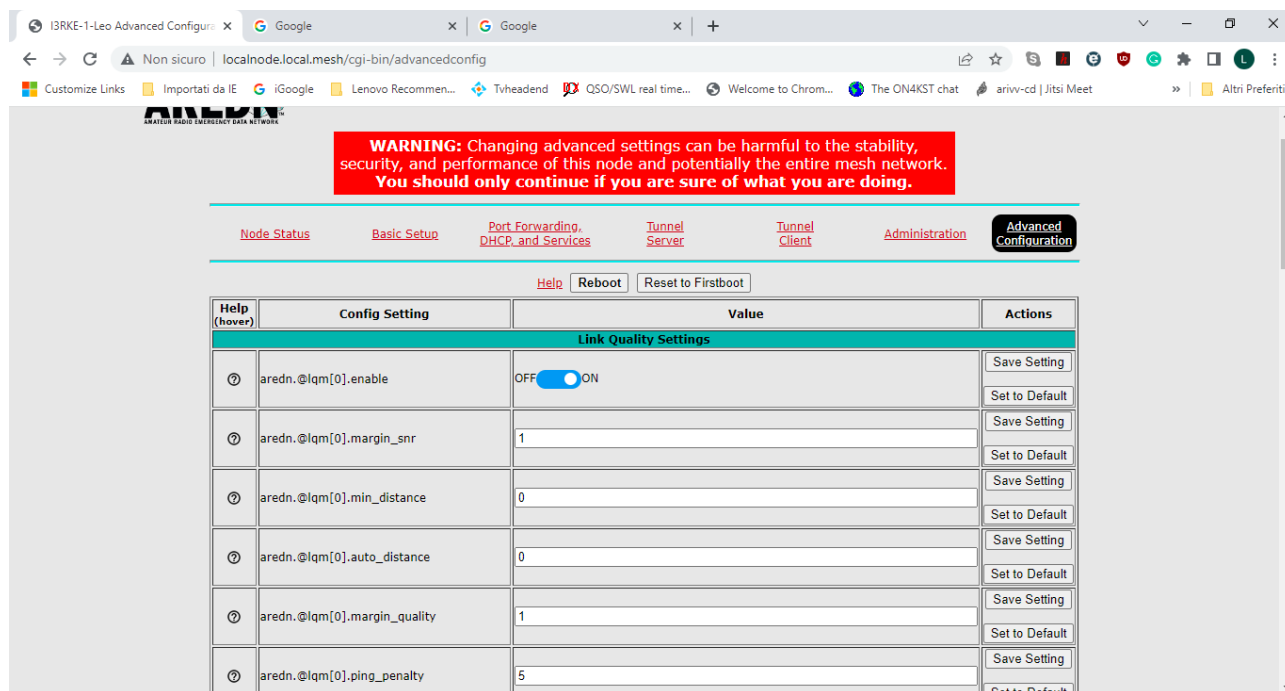 I3RKE-1-Leo Advanced Configura
Google
Google
Non sicuro
localnode.local.mesh/cgi-bin/advancedconfig
L
Customize Links
Importati da IE
iGoogle
Lenovo Recommen...
Tvheadend
QSO/SWL real time...
Welcome to Chrom...
The ON4KST chat
arivv-cd | Jitsi Meet
»
Altri Preferiti
AREDN
AMATEUR RADIO EMERGENCY DATA NETWORK
WARNING: Changing advanced settings can be harmful to the stability,
security, and performance of this node and potentially the entire mesh network.
You should only continue if you are sure of what you are doing.
Node Status
Basic Setup
Port Forwarding,
DHCP, and Services
Tunnel
Server
Tunnel
Client
Administration
Advanced
Configuration
Help
Reboot
Reset to Firstboot
Help
(hover)
Config Setting
Value
Actions
Link Quality Settings
aredn.@lqm[0].enable
OFF ON
Save Setting
Set to Default
aredn.@lqm[0].margin_snr
1
Save Setting
Set to Default
aredn.@lqm[0].min_distance
0
Save Setting
Set to Default
aredn.@lqm[0].auto_distance
0
Save Setting
Set to Default
aredn.@lqm[0].margin_quality
1
Save Setting
Set to Default
aredn.@lqm[0].ping_penalty
5
Save Setting
Set to Default